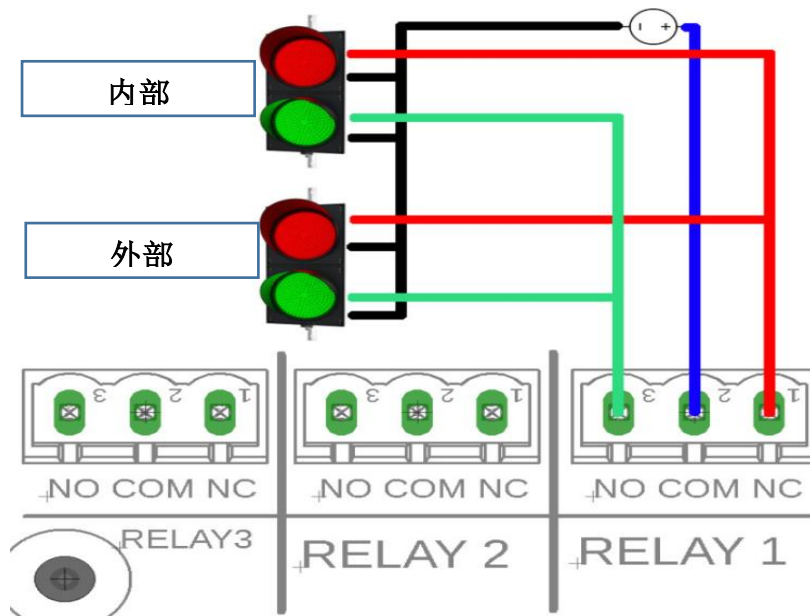 - +
内部
外部
3 2 1
3 2 1
3 2 1
NO COM NC
NO COM NC
NO COM NC
RELAY3
RELAY 2
RELAY 1